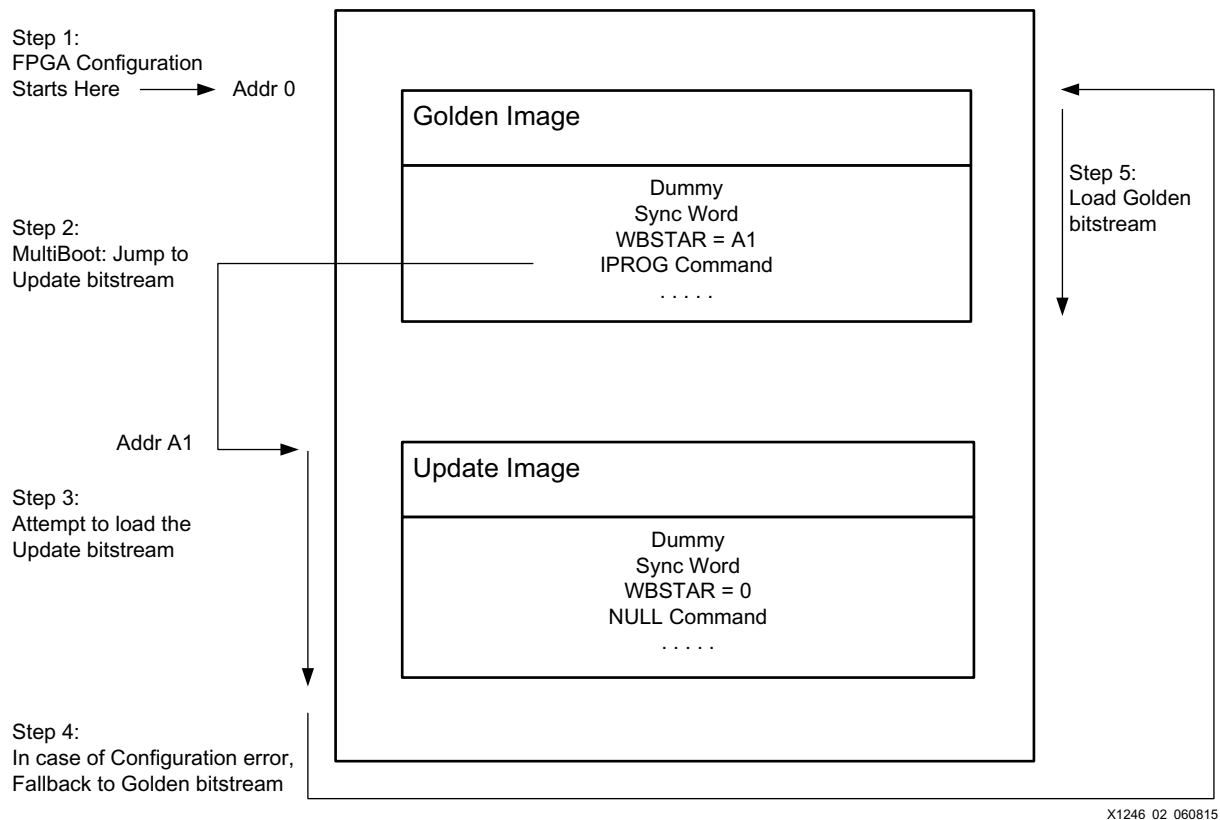 Step 1:
FPGA Configuration
Starts Here
Addr 0
Golden Image
Dummy
Sync Word
WBSTAR = A1
IPROG Command
. . . . .
Step 2:
MultiBoot: Jump to
Update bitstream
Step 5:
Load Golden
bitstream
Addr A1
Update Image
Step 3:
Attempt to load the
Update bitstream
Dummy
Sync Word
WBSTAR = 0
NULL Command
. . . . .
Step 4:
In case of Configuration error,
Fallback to Golden bitstream
X1246_02_060815